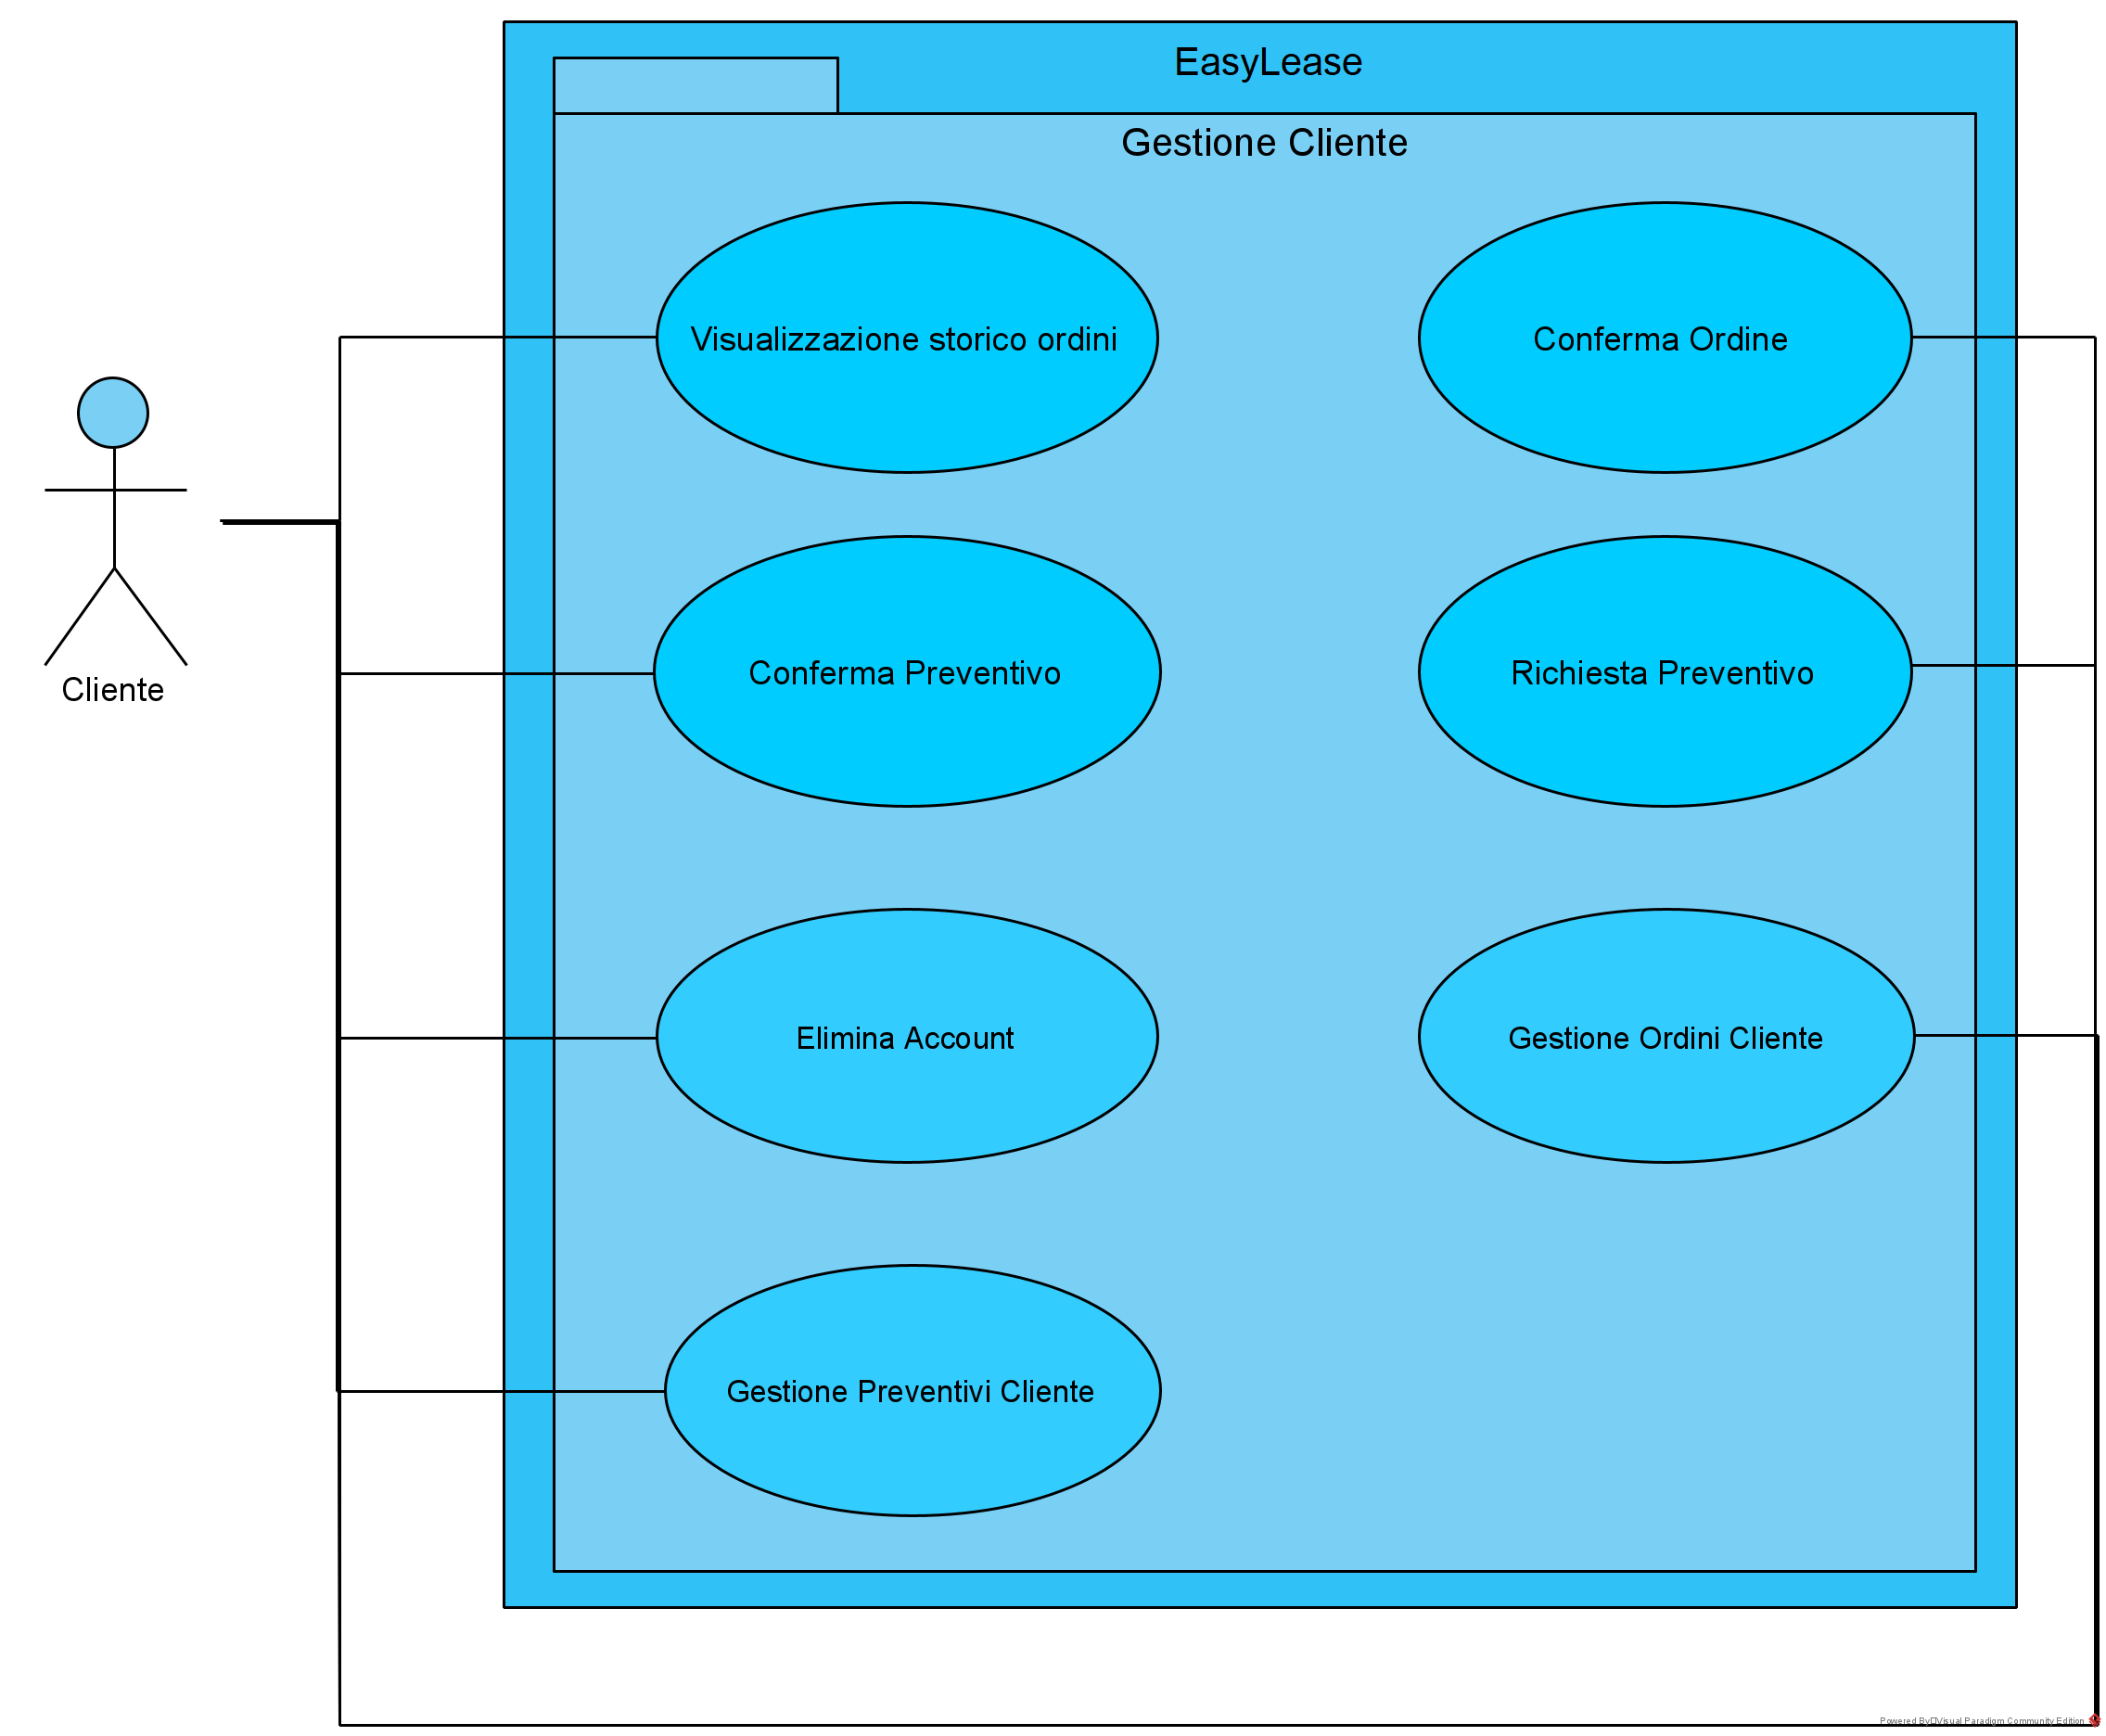 EasyLease
Gestione Cliente
Visualizzazione storico ordini
Conferma Ordine
Cliente
Conferma Preventivo
Richiesta Preventivo
Elimina Account
Gestione Ordini Cliente
Gestione Preventivi Cliente
Powered By Visual Paradigm Community Edition